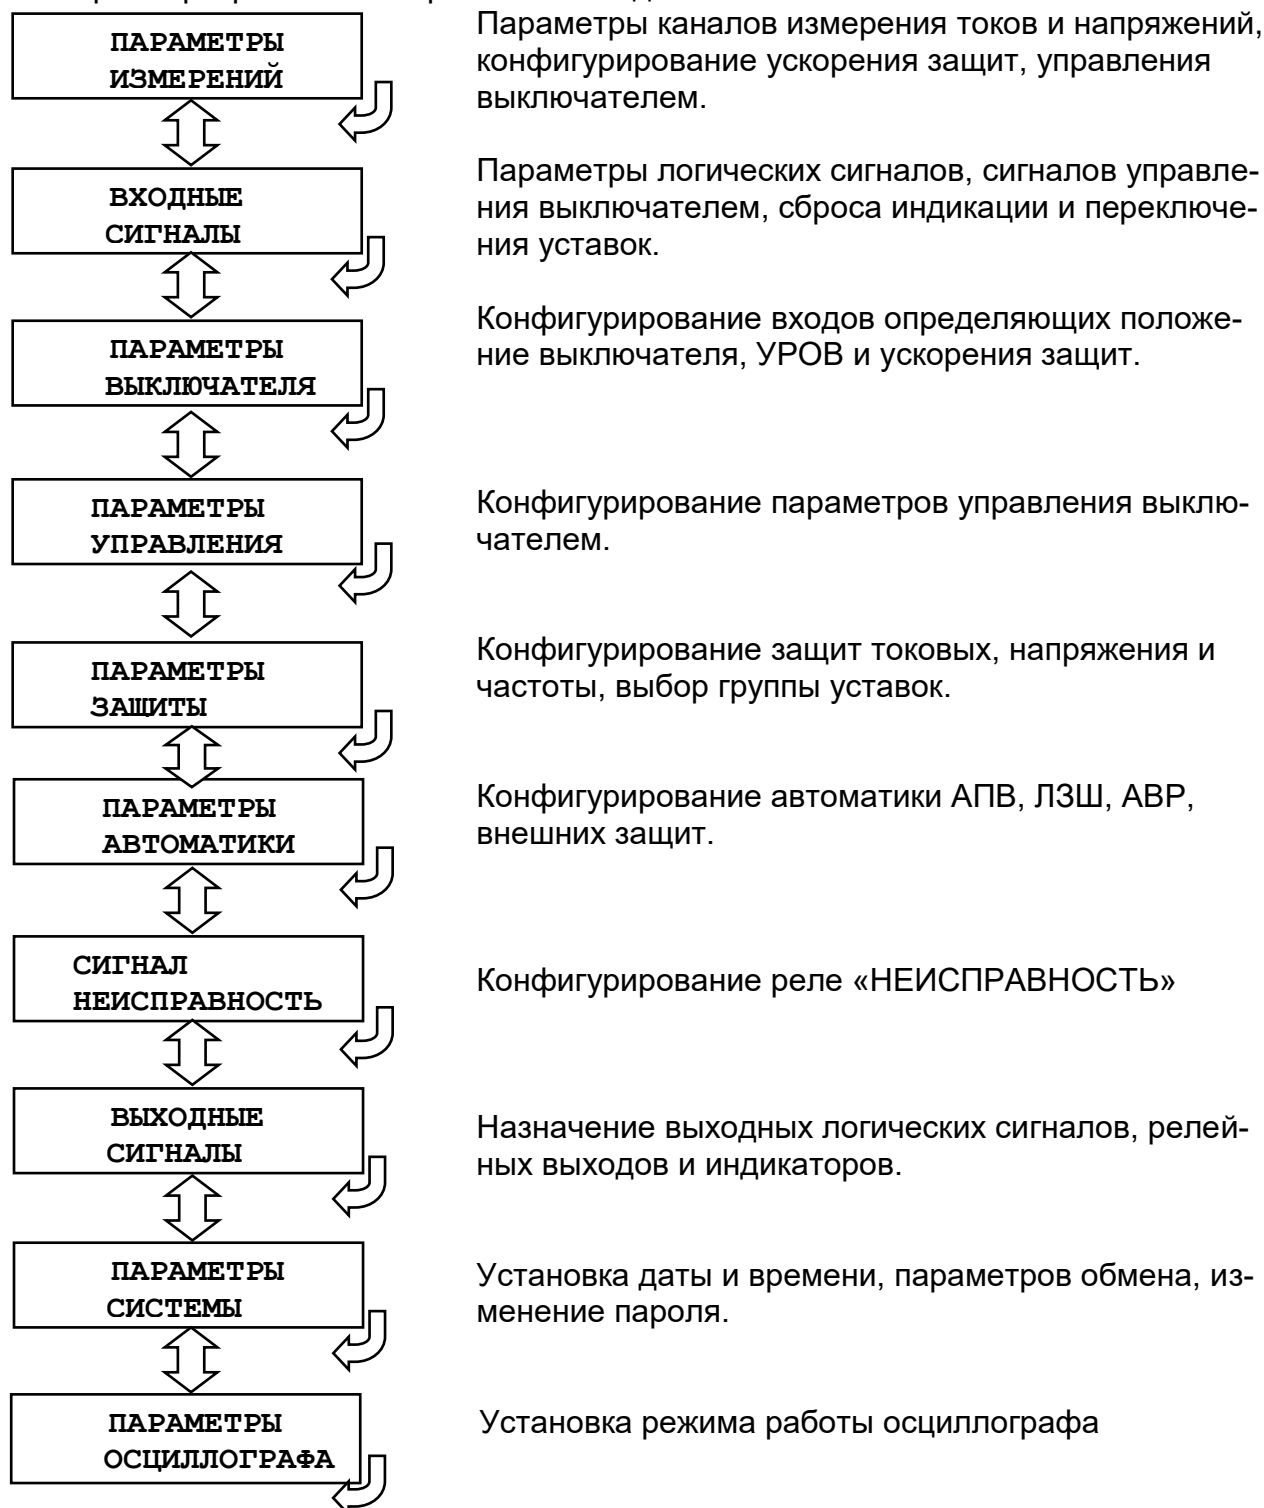 ПАРАМЕТРЫ
ИЗМЕРЕНИЙ
Параметры каналов измерения токов и напряжений,
конфигурирование ускорения защит, управления
выключателем.
ВХОДНЫЕ
СИГНАЛЫ
Параметры логических сигналов, сигналов управле-
ния выключателем, сброса индикации и переключе-
ния уставок.
ПАРАМЕТРЫ
ВЫКЛЮЧАТЕЛЯ
Конфигурирование входов определяющих положе-
ние выключателя, УРОВ и ускорения защит.
ПАРАМЕТРЫ
УПРАВЛЕНИЯ
Конфигурирование параметров управления выклю-
чателем.
ПАРАМЕТРЫ
ЗАЩИТЫ
Конфигурирование защит токовых, напряжения и
частоты, выбор группы уставок.
ПАРАМЕТРЫ
АВТОМАТИКИ
Конфигурирование автоматики АПВ, ЛЗШ, АВР,
внешних защит.
СИГНАЛ
НЕИСПРАВНОСТЬ
Конфигурирование реле «НЕИСПРАВНОСТЬ»
ВЫХОДНЫЕ
СИГНАЛЫ
Назначение выходных логических сигналов, релей-
ных выходов и индикаторов.
ПАРАМЕТРЫ
СИСТЕМЫ
Установка даты и времени, параметров обмена, из-
менение пароля.
ПАРАМЕТРЫ
ОСЦИЛЛОГРАФА
Установка режима работы осциллографа